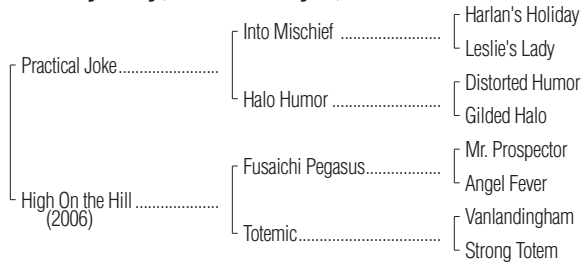 Harlan's Holiday
Into Mischief ........................
Leslie's Lady
Practical Joke........................
Distorted Humor
Halo Humor ..........................
Gilded Halo
Mr. Prospector
Fusaichi Pegasus..................
Angel Fever
High On the Hill ....................
(2006)
Vanlandingham
Totemic..................................
Strong Totem